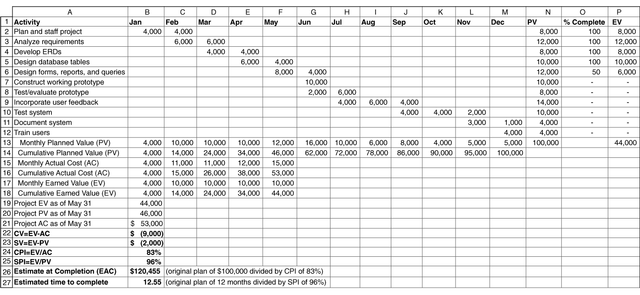 A B C D E F G H I J K L M N O P
1 Activity Jan Feb Mar Apr May Jun Jul Aug Sep Oct Nov Dec PV % Complete EV
2 Plan and staff project 4,000 4,000 8,000 100 8,000
3 Analyze requirements 6,000 6,000 12,000 100 12,000
4 Develop ERDs 4,000 4,000 8,000 100 8,000
5 Design database tables 6,000 4,000 10,000 100 10,000
6 Design forms, reports, and queries 8,000 4,000 12,000 50 6,000
7 Construct working prototype 10,000 10,000 - -
8 Test/evaluate prototype 2,000 6,000 8,000 - -
9 Incorporate user feedback 4,000 6,000 4,000 14,000 - -
10 Test system 4,000 4,000 2,000 10,000 - -
11 Document system 3,000 1,000 4,000 - -
12 Train users 4,000 4,000 - -
13 Monthly Planned Value (PV) 4,000 10,000 10,000 10,000 12,000 16,000 10,000 6,000 8,000 4,000 5,000 5,000 100,000 44,000
14 Cumulative Planned Value (PV) 4,000 14,000 24,000 34,000 46,000 62,000 72,000 78,000 86,000 90,000 95,000 100,000
15 Monthly Actual Cost (AC) 4,000 11,000 11,000 12,000 15,000
16 Cumulative Actual Cost (AC) 4,000 15,000 26,000 38,000 53,000
17 Monthly Earned Value (EV) 4,000 10,000 10,000 10,000 10,000
18 Cumulative Earned Value (EV) 4,000 14,000 24,000 34,000 44,000
19 Project EV as of May 31 44,000
20 Project PV as of May 31 46,000
21 Project AC as of May 31 $ 53,000
22 CV=EV-AC $ (9,000)
23 SV=EV-PV $ (2,000)
24 CPI=EV/AC 83%
25 SPI=EV/PV 96%
26 Estimate at Completion (EAC) $120,455 (original plan of $100,000 divided by CPI of 83%)
27 Estimated time to complete 12.55 (original plan of 12 months divided by SPI of 96%)